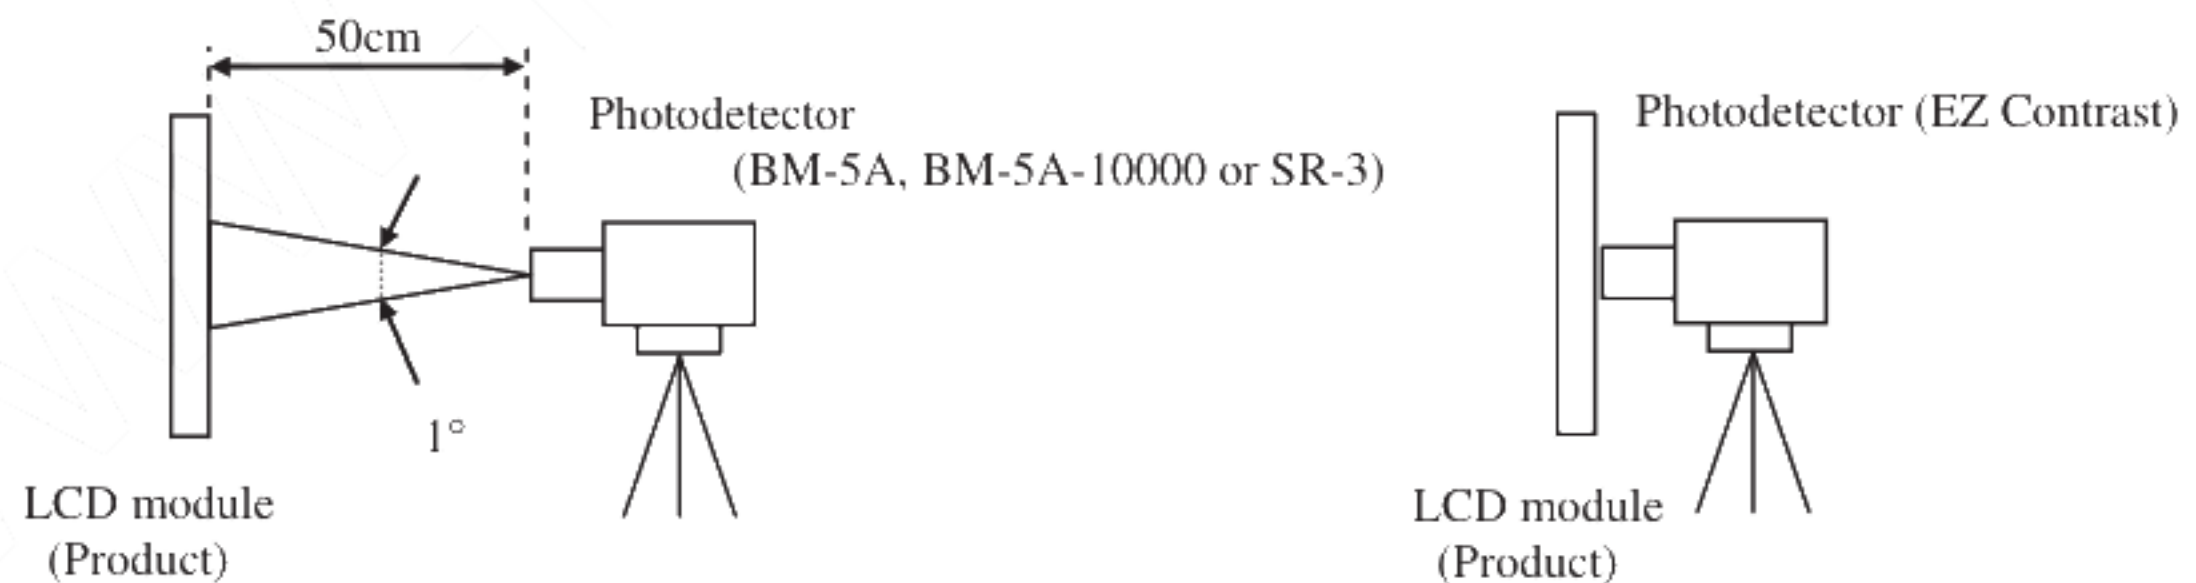 50cm
Photodetector
(BM-5A, BM-5A-10000 or SR-3)
1°
LCD module
(Product)
Photodetector (EZ Contrast)
LCD module
(Product)